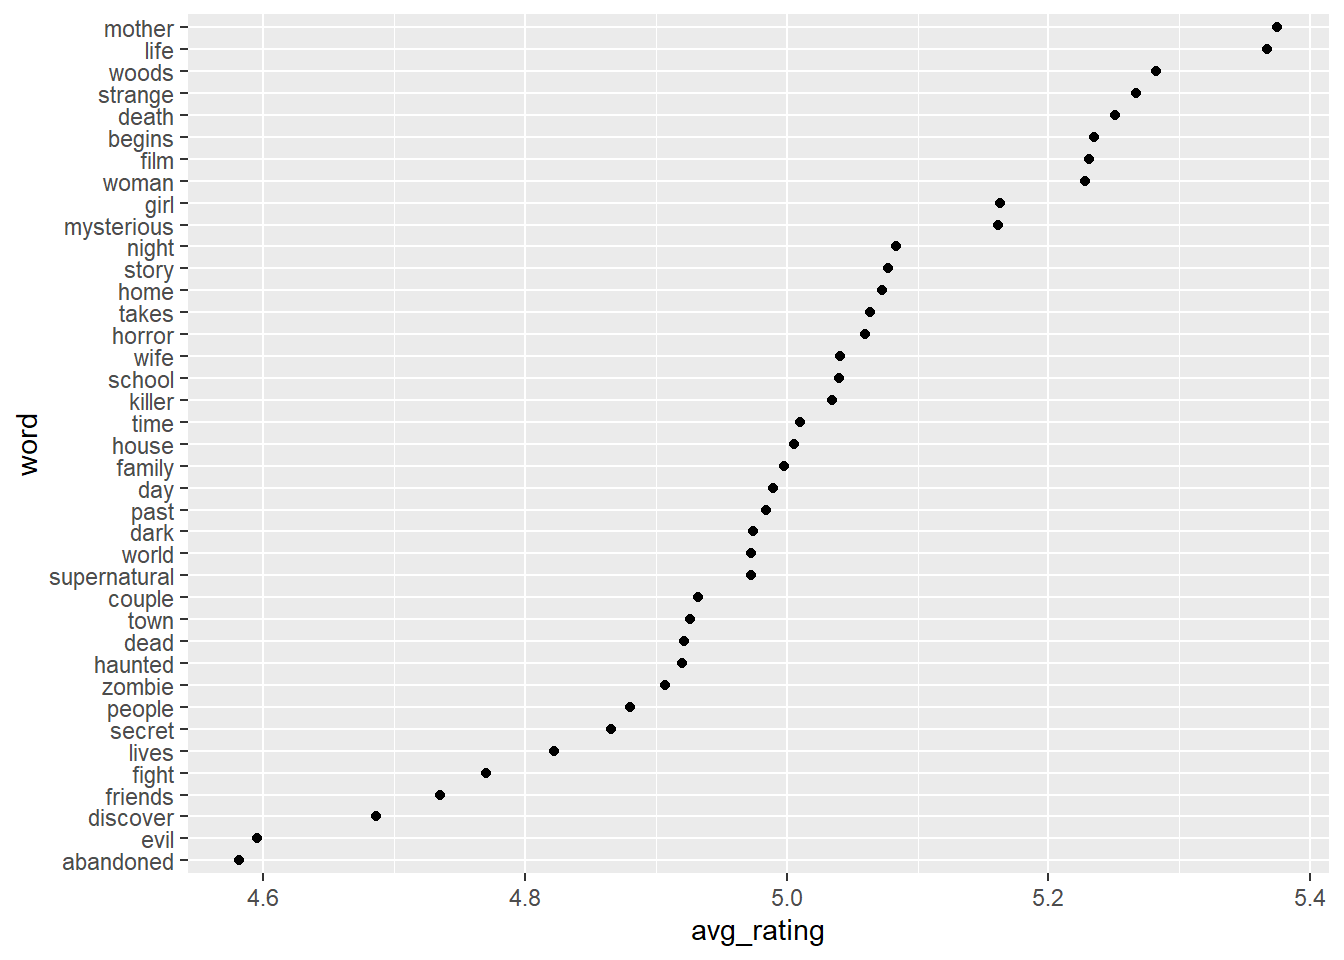 mother
life
woods
strange
death
begins
film
woman
girl
mysterious
night
story
home
takes
horror
wife
school
killer
time
house
family
day
past
dark
world
supernatural
couple
town
dead
haunted
zombie
people
secret
lives
fight
friends
discover
evil
abandoned
word
4.6 4.8 5.0 5.2 5.4
avg_rating